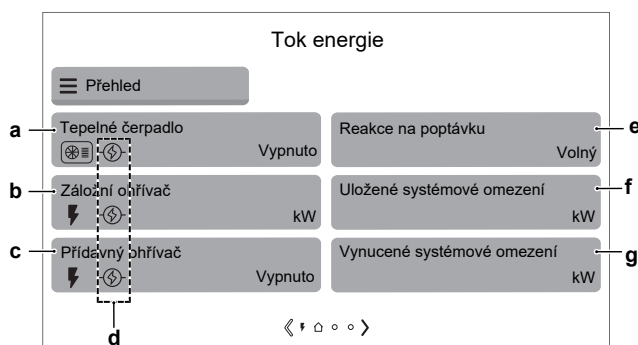 Tok energie
Přehled
a
Tepelné čerpadlo
Vypnuto
Reakce na poptávku
Volný
e
b
Záložní ohřívač
kW
Uložené systémové omezení
kW
f
c
Přídavný ohřívač
Vypnuto
Vynucené systémové omezení
kW
g
d